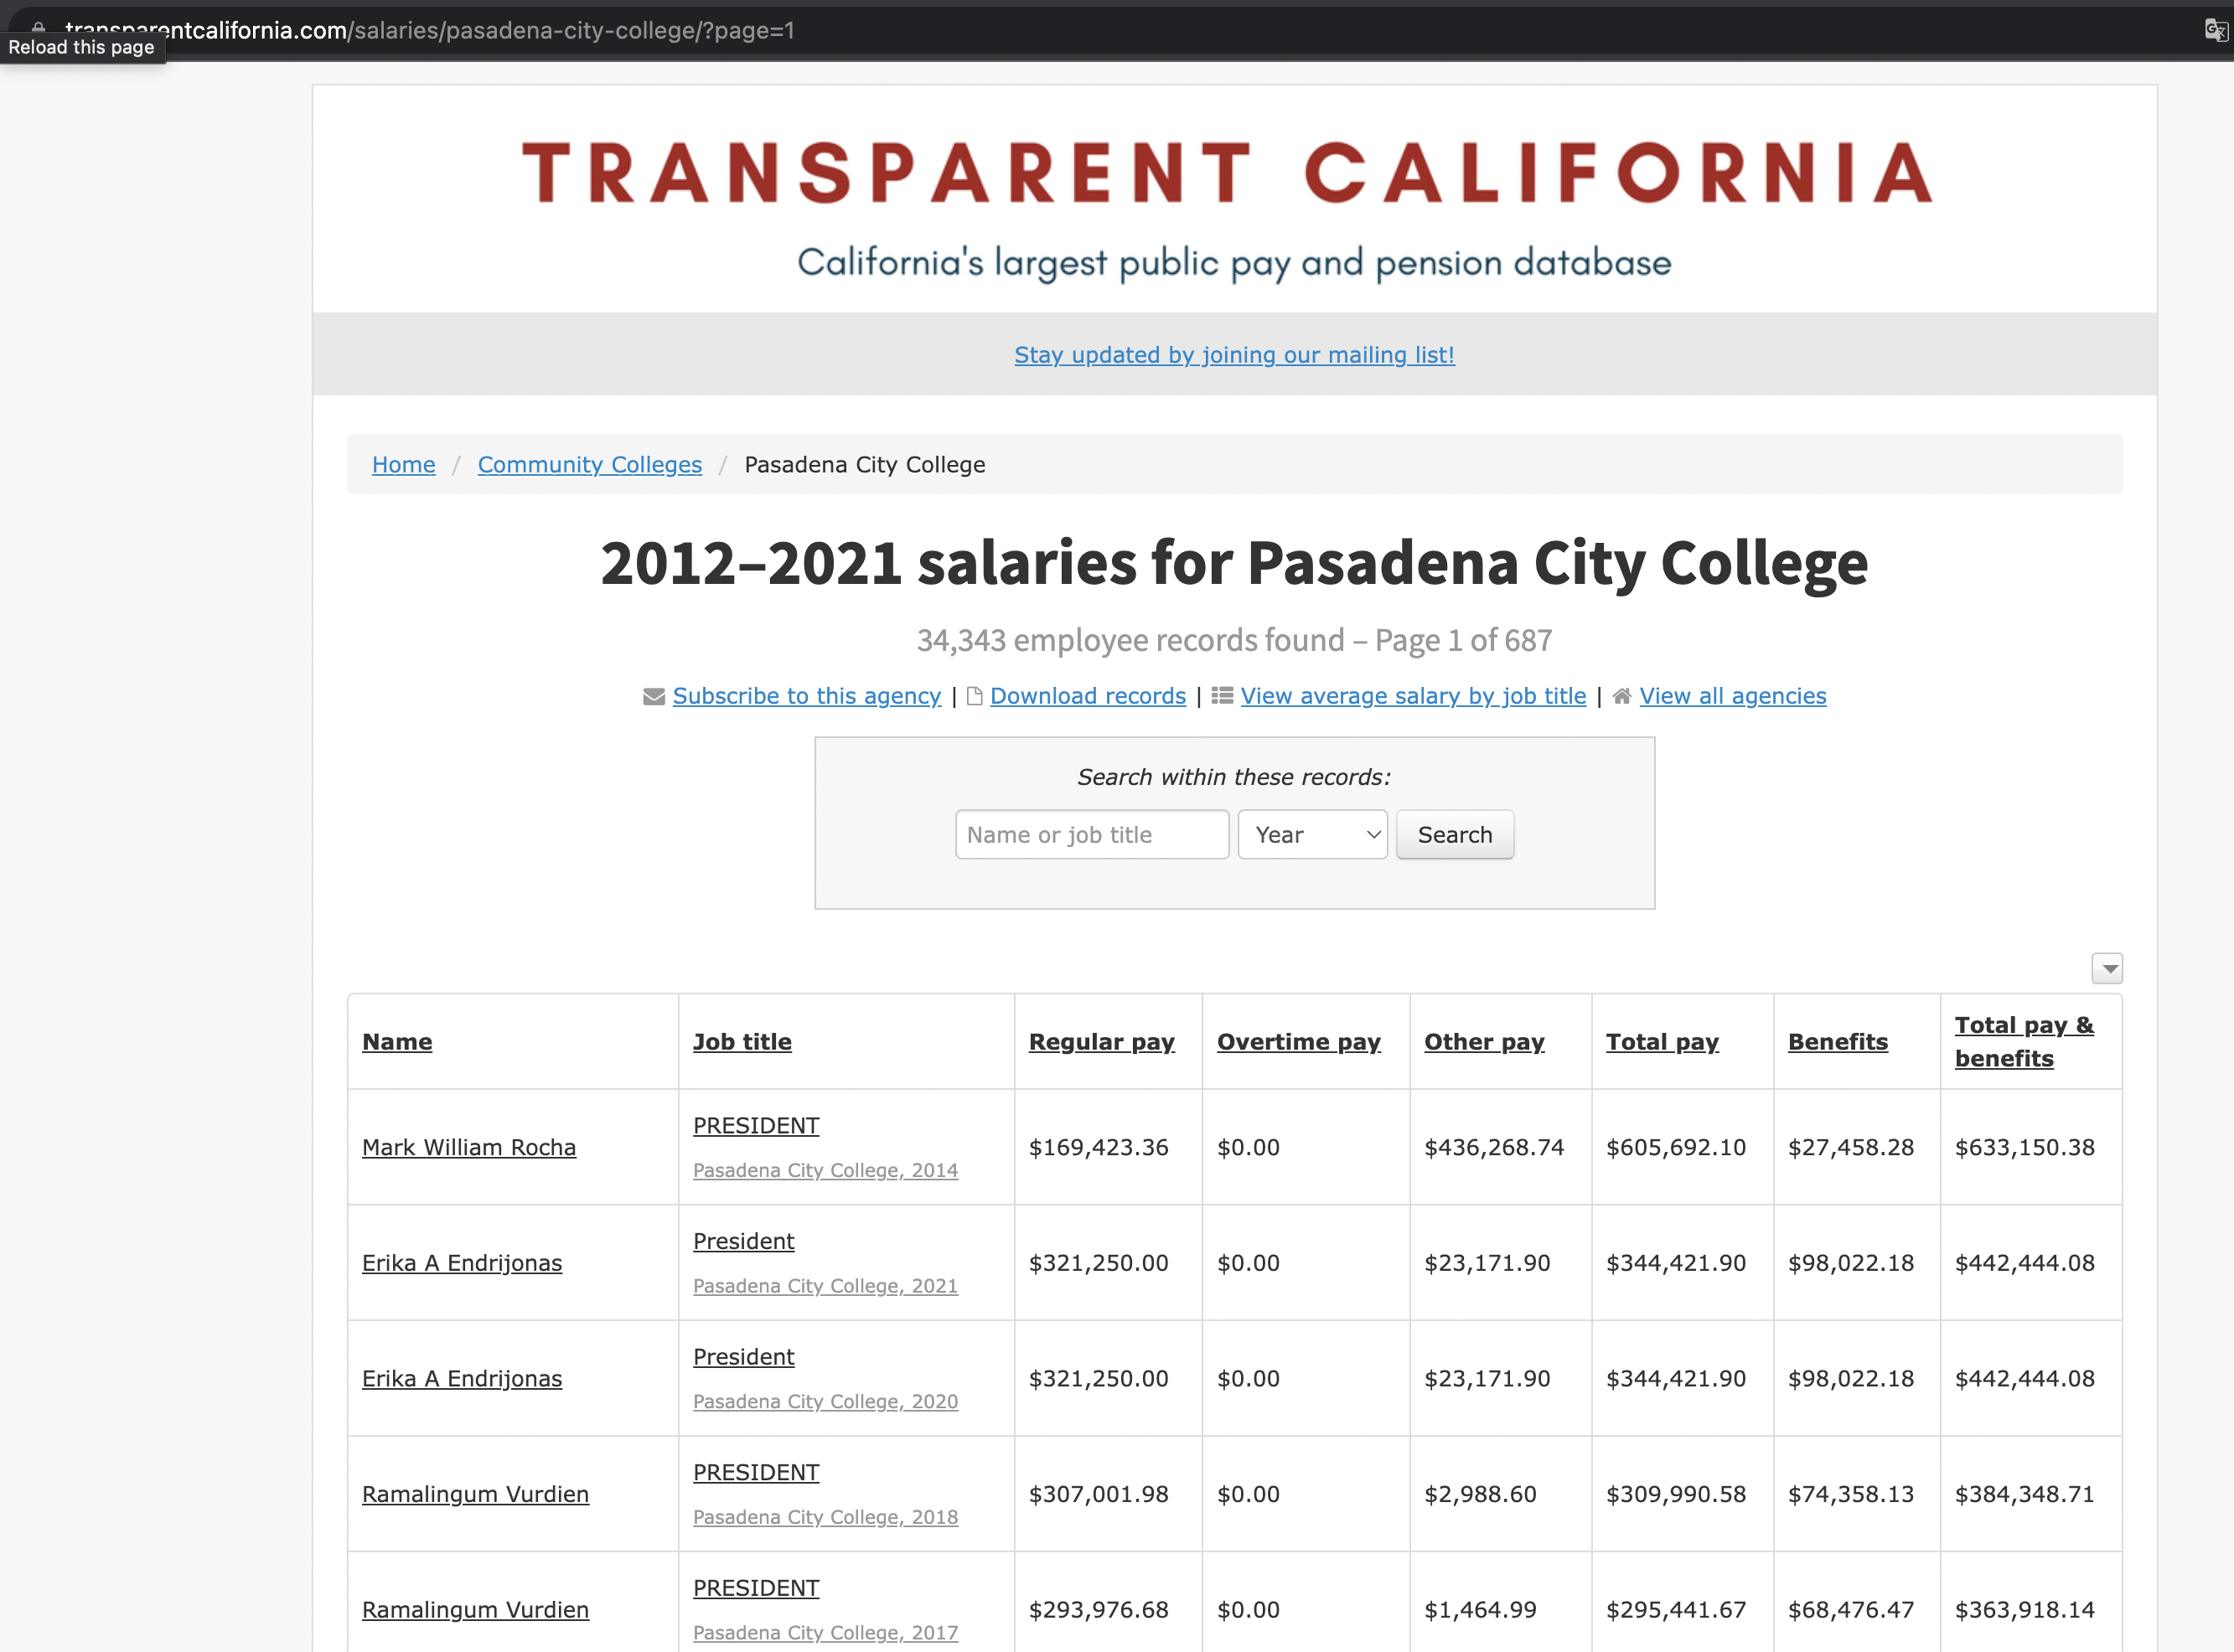 transparentcalifornia.com/salaries/pasadena-city-college/?page=1
Reload this page
TRANSPARENT CALIFORNIA
California's largest public pay and pension database
Stay updated by joining our mailing list!
Home / Community Colleges / Pasadena City College
2012–2021 salaries for Pasadena City College
34,343 employee records found – Page 1 of 687
Subscribe to this agency | Download records | View average salary by job title | View all agencies
Search within these records:
Name or job title Year Search
Name Job title Regular pay Overtime pay Other pay Total pay Benefits Total pay &
benefits
PRESIDENT
Mark William Rocha $169,423.36 $0.00 $436,268.74 $605,692.10 $27,458.28 $633,150.38
Pasadena City College, 2014
President
Erika A Endrijonas $321,250.00 $0.00 $23,171.90 $344,421.90 $98,022.18 $442,444.08
Pasadena City College, 2021
President
Erika A Endrijonas $321,250.00 $0.00 $23,171.90 $344,421.90 $98,022.18 $442,444.08
Pasadena City College, 2020
PRESIDENT
Ramalingum Vurdien $307,001.98 $0.00 $2,988.60 $309,990.58 $74,358.13 $384,348.71
Pasadena City College, 2018
PRESIDENT
Ramalingum Vurdien $293,976.68 $0.00 $1,464.99 $295,441.67 $68,476.47 $363,918.14
Pasadena City College, 2017